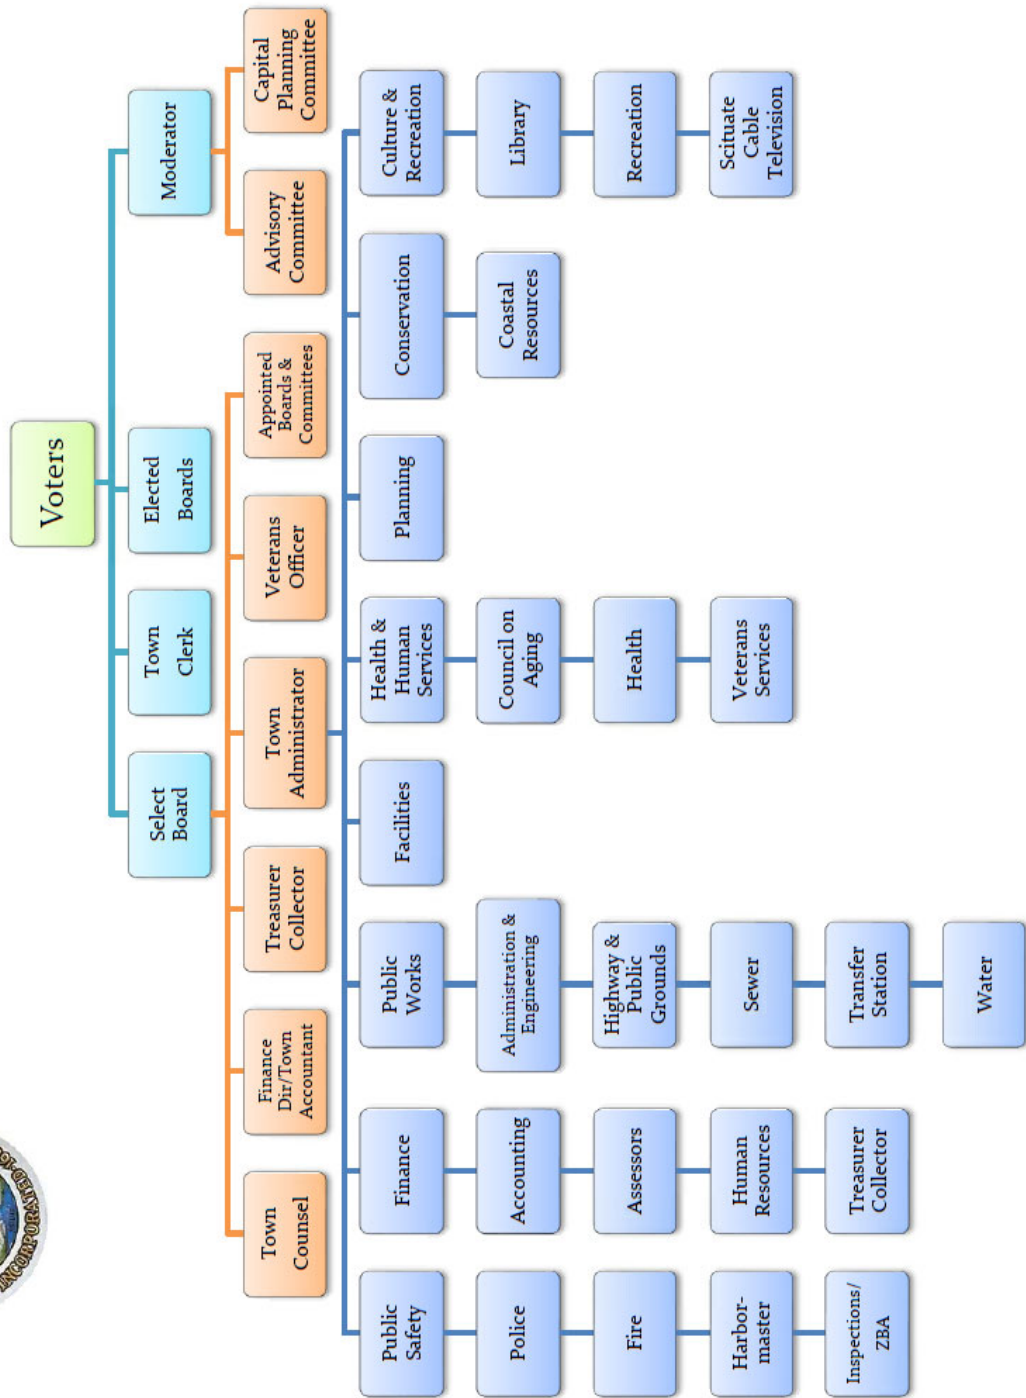 INCORPORATED
Voters
Select
Board
Town
Clerk
Elected
Boards
Moderator
Town
Counsel
Finance
Dir/Town
Accountant
Treasurer
Collector
Town
Administrator
Veterans
Officer
Appointed
Boards &
Committees
Advisory
Committee
Capital
Planning
Committee
Public
Safety
Police
Fire
Harbor-
master
Inspections/
ZBA
Finance
Accounting
Assessors
Human
Resources
Treasurer
Collector
Public
Works
Administration &
Engineering
Highway &
Public
Grounds
Sewer
Transfer
Station
Water
Facilities
Health &
Human
Services
Council on
Aging
Health
Veterans
Services
Planning
Conservation
Coastal
Resources
Culture &
Recreation
Library
Recreation
Scituate
Cable
Television